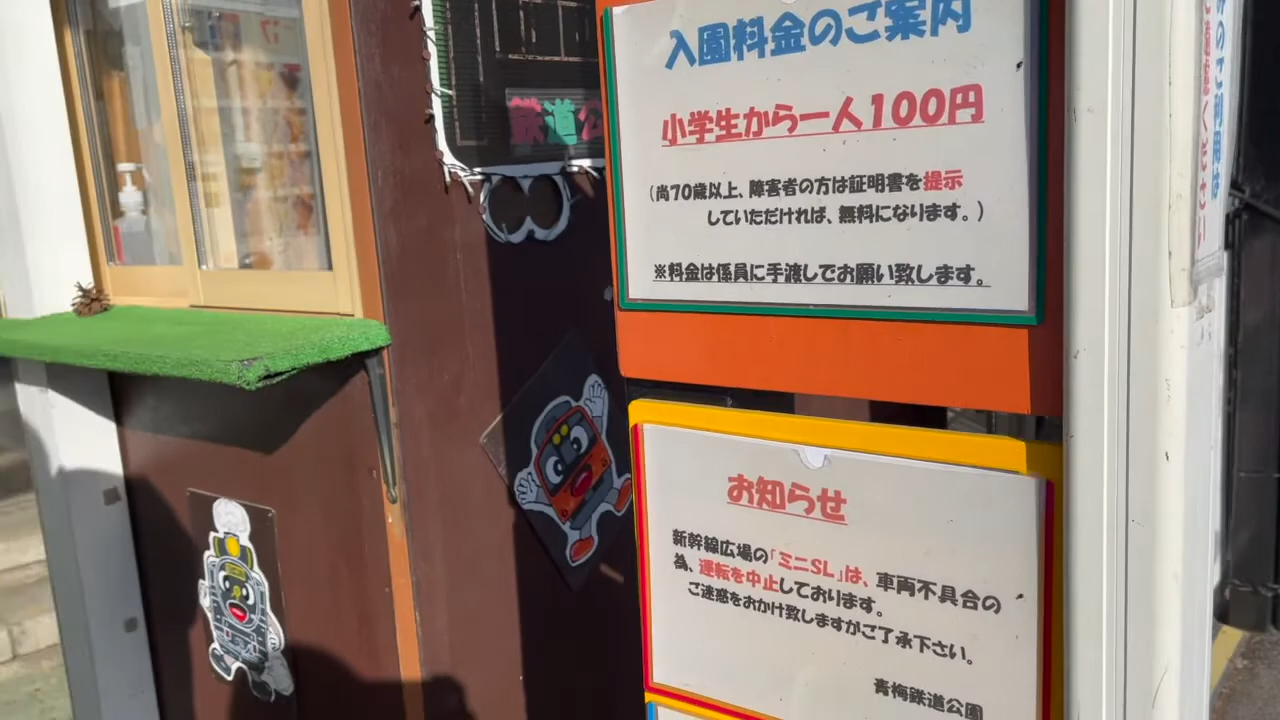 鉄道公
入園料金のご案内
小学生から一人100円
(尚70歳以上、障害者の方は証明書を提示
していただければ、無料になります。)
※料金は係員に手渡しでお願い致します。
お知らせ
新幹線広場の「ミニSL」は、車両不具合の
為、運転を中止しております。
ご迷惑をおかけ致しますがご了承下さい。
青梅鉄道公園